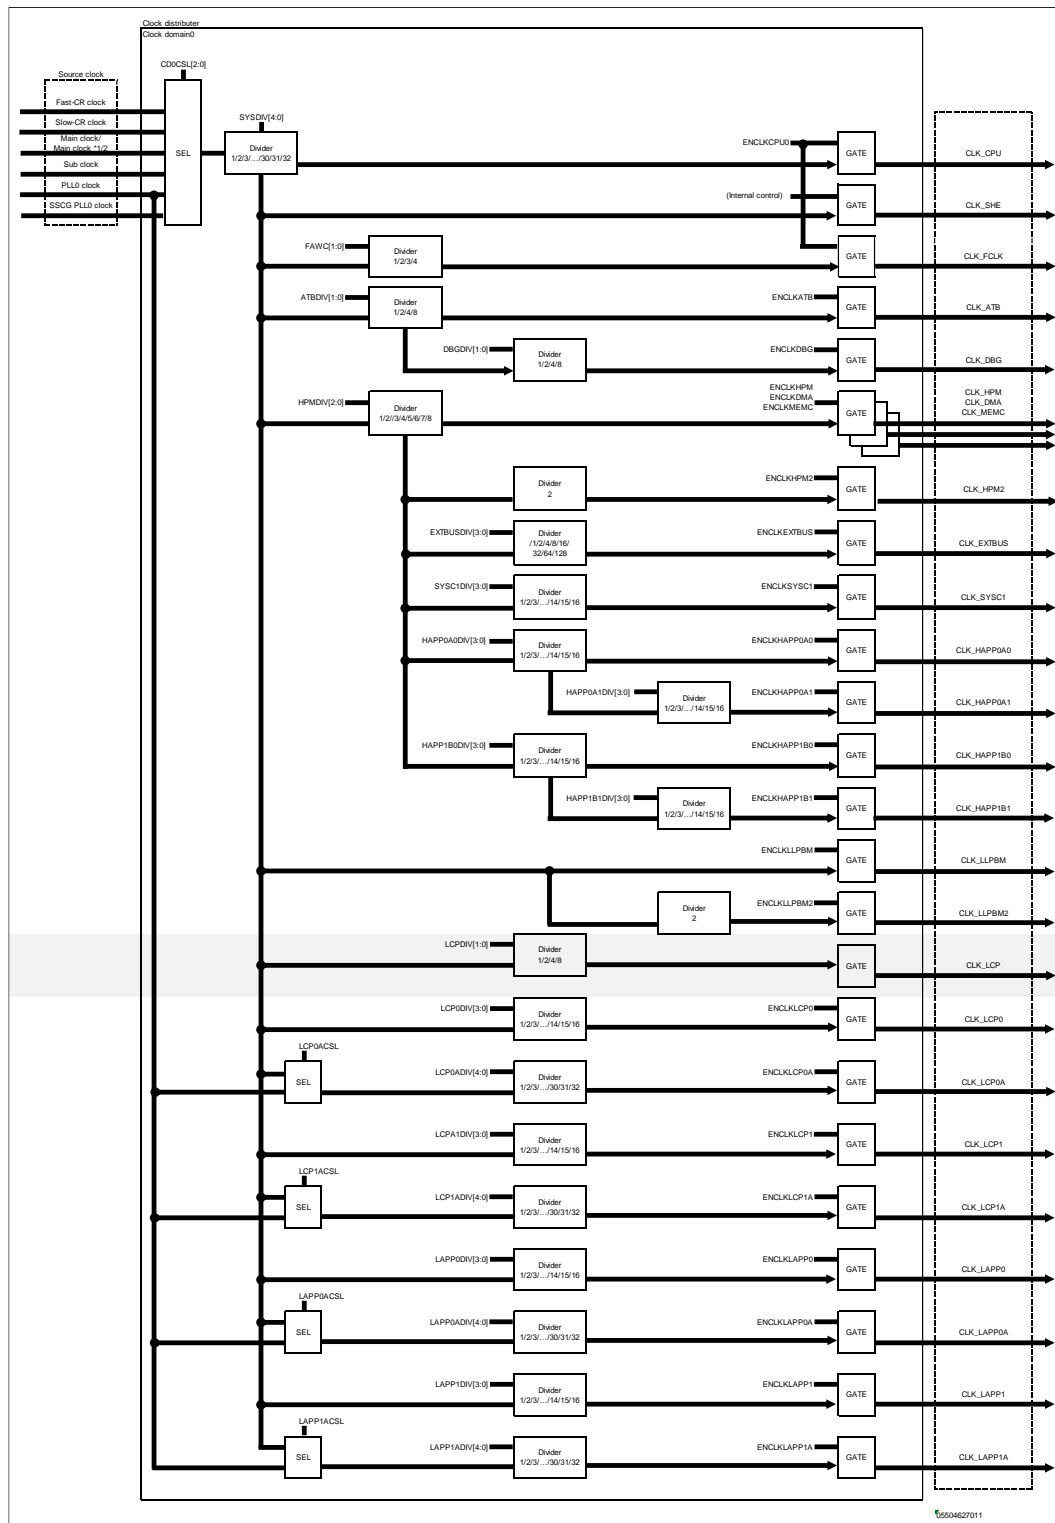 Clock distributer
Clock domain0
CD0CSL[2:0]
Source clock
Fast-CR clock
Slow-CR clock
Main clock/
Main clock *1/2
Sub clock
PLL0 clock
SSCG PLL0 clock
SEL
SYSDIV[4:0]
Divider
1/2/3/…/30/31/32
ENCLKCPU0
GATE
CLK_CPU
(Internal control)
GATE
CLK_SHE
FAWC[1:0]
Divider
1/2/3/4
GATE
CLK_FCLK
ATBDIV[1:0]
Divider
1/2/4/8
ENCLKATB
GATE
CLK_ATB
DBGDIV[1:0]
Divider
1/2/4/8
ENCLKDBG
GATE
CLK_DBG
HPMDIV[2:0]
Divider
1/2//3/4/5/6/7/8
ENCLKHPM
ENCLKDMA
ENCLKMEMC
GATE
CLK_HPM
CLK_DMA
CLK_MEMC
Divider
2
ENCLKHPM2
GATE
CLK_HPM2
EXTBUSDIV[3:0]
Divider
/1/2/4/8/16/
32/64/128
ENCLKEXTBUS
GATE
CLK_EXTBUS
SYSC1DIV[3:0]
Divider
1/2/3/…/14/15/16
ENCLKSYSC1
GATE
CLK_SYSC1
HAPP0A0DIV[3:0]
Divider
1/2/3/…/14/15/16
ENCLKHAPP0A0
GATE
CLK_HAPP0A0
HAPP0A1DIV[3:0]
Divider
1/2/3/…/14/15/16
ENCLKHAPP0A1
GATE
CLK_HAPP0A1
HAPP1B0DIV[3:0]
Divider
1/2/3/…/14/15/16
ENCLKHAPP1B0
GATE
CLK_HAPP1B0
HAPP1B1DIV[3:0]
Divider
1/2/3/…/14/15/16
ENCLKHAPP1B1
GATE
CLK_HAPP1B1
ENCLKLLPBM
GATE
CLK_LLPBM
Divider
2
ENCLKLLPBM2
GATE
CLK_LLPBM2
LCPDIV[1:0]
Divider
1/2/4/8
GATE
CLK_LCP
LCP0DIV[3:0]
Divider
1/2/3/…/14/15/16
ENCLKLCP0
GATE
CLK_LCP0
LCP0ACSL
SEL
LCP0ADIV[4:0]
Divider
1/2/3/…/30/31/32
ENCLKLCP0A
GATE
CLK_LCP0A
LCPA1DIV[3:0]
Divider
1/2/3/…/14/15/16
ENCLKLCP1
GATE
CLK_LCP1
LCP1ACSL
SEL
LCP1ADIV[4:0]
Divider
1/2/3/…/30/31/32
ENCLKLCP1A
GATE
CLK_LCP1A
LAPP0DIV[3:0]
Divider
1/2/3/…/14/15/16
ENCLKLAPP0
GATE
CLK_LAPP0
LAPP0ACSL
SEL
LAPP0ADIV[4:0]
Divider
1/2/3/…/30/31/32
ENCLKLAPP0A
GATE
CLK_LAPP0A
LAPP1DIV[3:0]
Divider
1/2/3/…/14/15/16
ENCLKLAPP1
GATE
CLK_LAPP1
LAPP1ACSL
SEL
LAPP1ADIV[4:0]
Divider
1/2/3/…/30/31/32
ENCLKLAPP1A
GATE
CLK_LAPP1A
05504627011